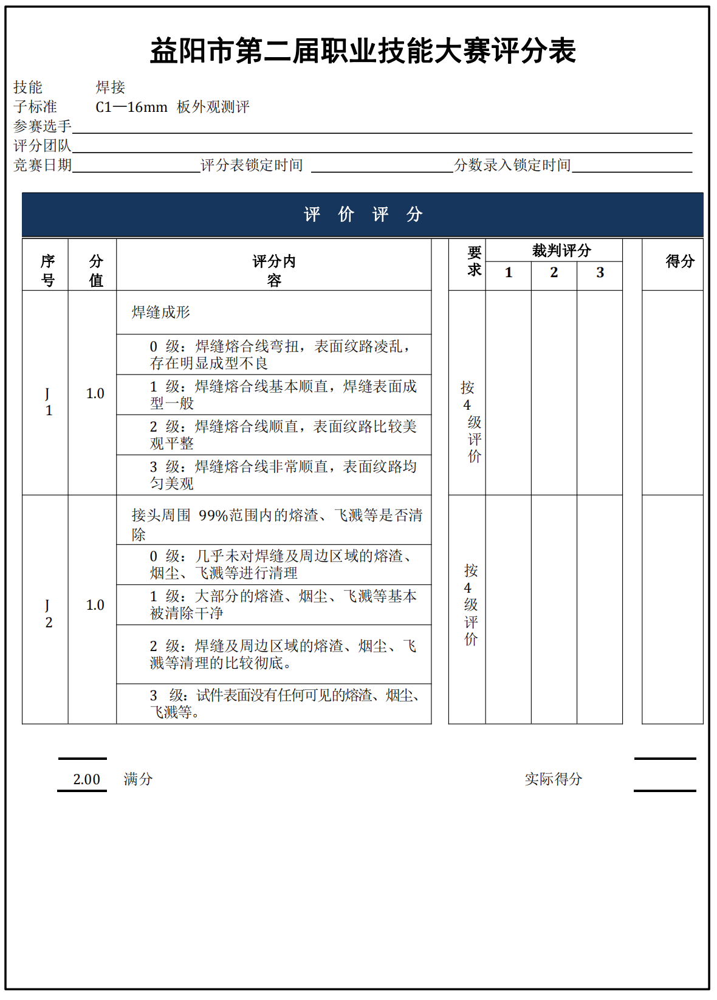 益阳市第二届职业技能大赛评分表
技能 焊接
子标准 C1—16mm 板外观测评
参赛选手
评分团队
竞赛日期 评分表锁定时间 分数录入锁定时间
评 价 评 分
序
号
分
值
评分内
容
要
求
裁判评分
1 2 3
得分
J
1
1.0
焊缝成形
0 级：焊缝熔合线弯扭，表面纹路凌乱，
存在明显成型不良
1 级：焊缝熔合线基本顺直，焊缝表面成
型一般
2 级：焊缝熔合线顺直，表面纹路比较美
观平整
3 级：焊缝熔合线非常顺直，表面纹路均
匀美观
按
4
级
评
价
J
2
1.0
接头周围 99%范围内的熔渣、飞溅等是否清
除
0 级：几乎未对焊缝及周边区域的熔渣、
烟尘、飞溅等进行清理
1 级：大部分的熔渣、烟尘、飞溅等基本
被清除干净
2 级：焊缝及周边区域的熔渣、烟尘、飞
溅等清理的比较彻底。
3 级：试件表面没有任何可见的熔渣、烟尘、
飞溅等。
按
4
级
评
价
2.00 满分 实际得分